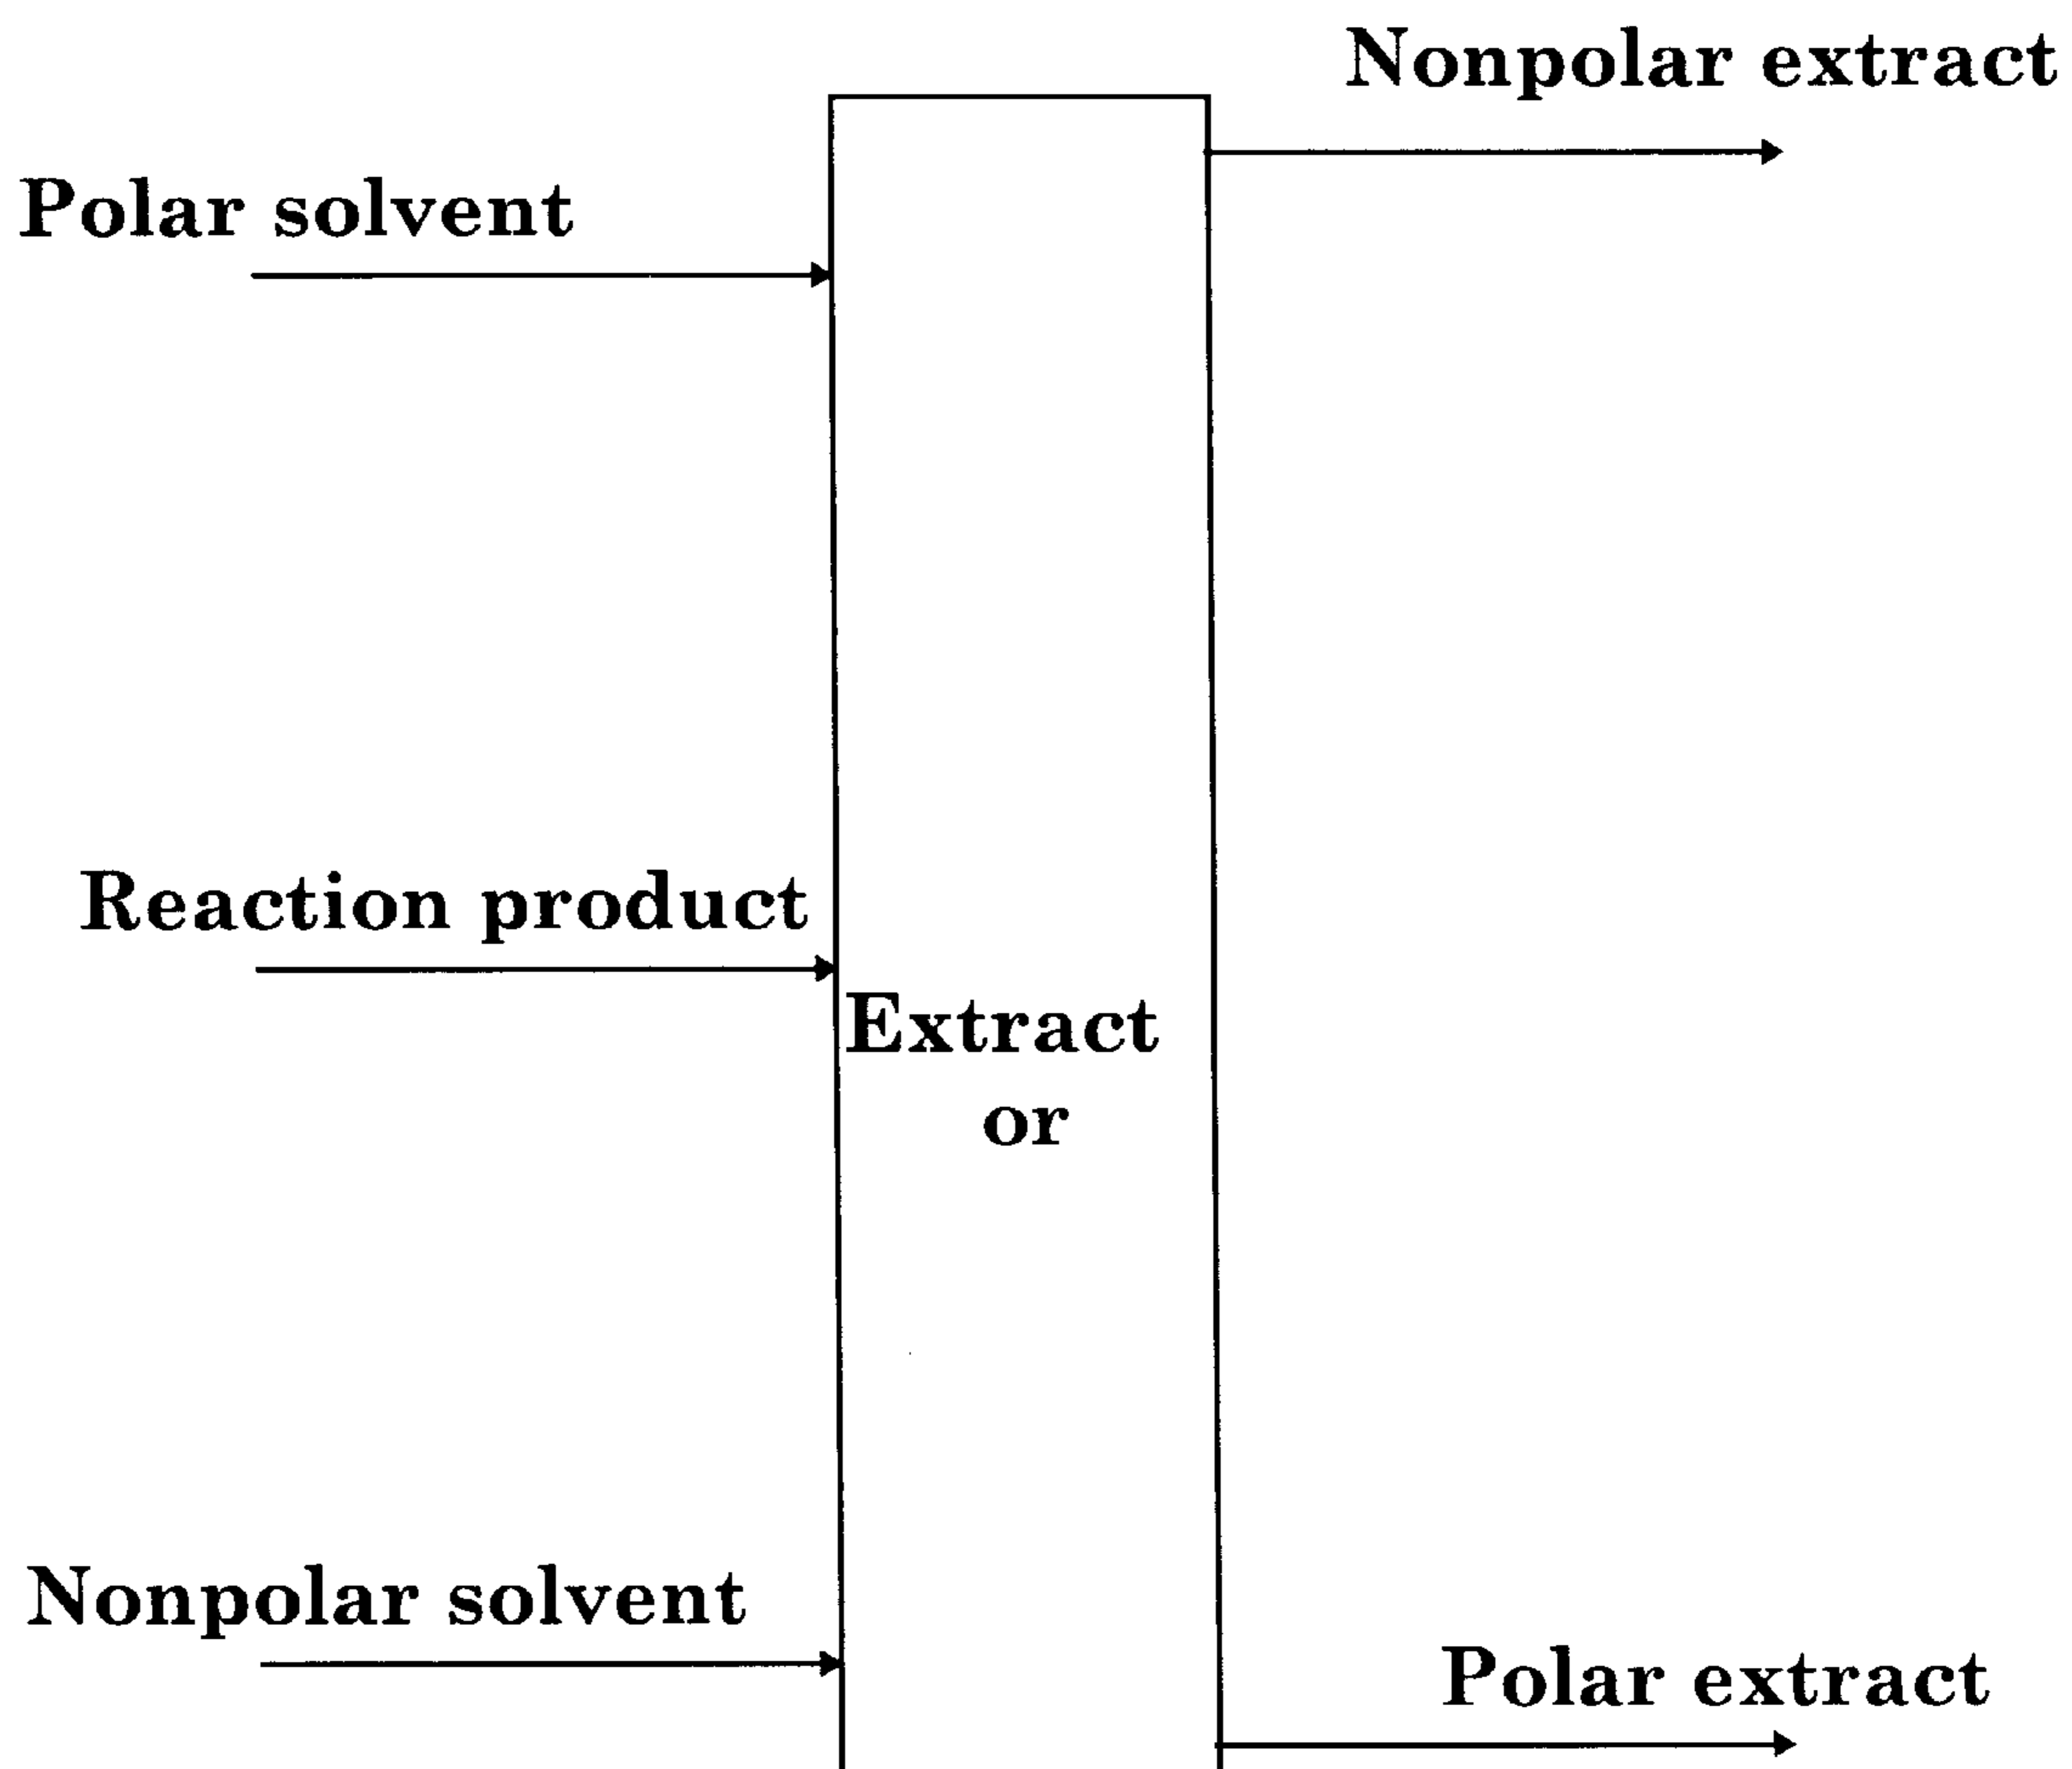 Nonpolar extract
Polar solvent
Reaction product
Extract
or
Nonpolar solvent
Polar extract